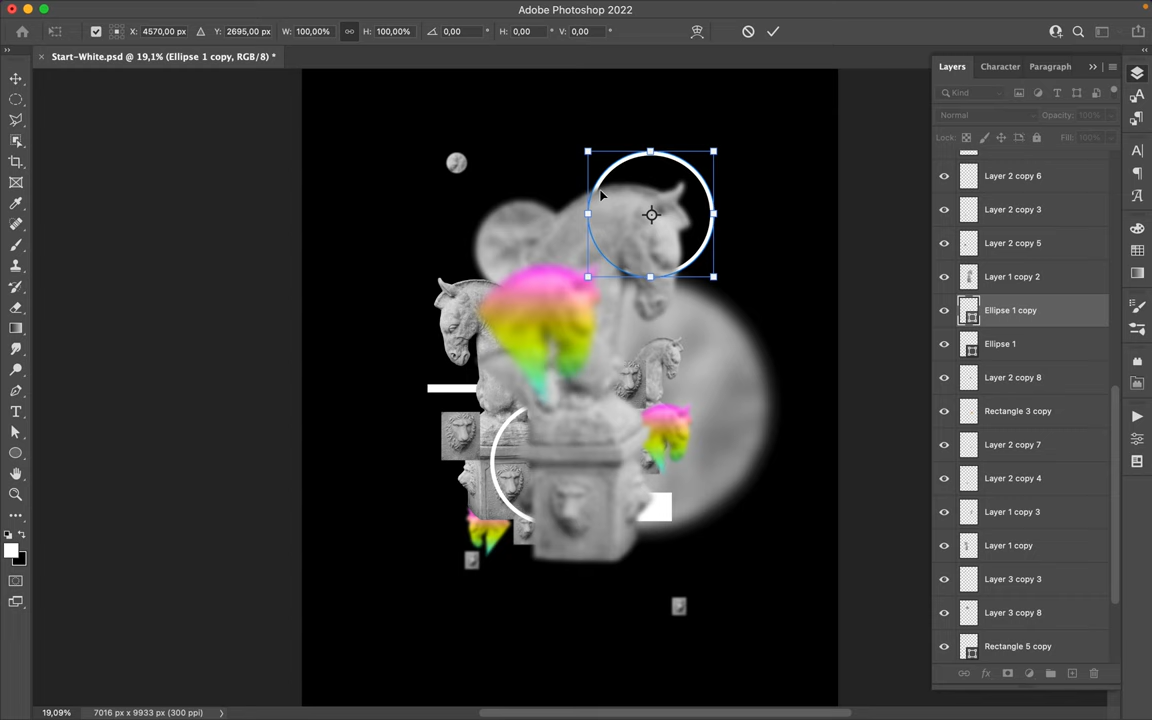 Adobe Photoshop 2022
X: 4570,00 px Y: 2695,00 px W: 100,00% H: 100,00% 0,00 ° H: 0,00 ° V: 0,00 °
Start-White.psd @ 19,1% (Ellipse 1 copy, RGB/8) *
Layers Character Paragraph
Kind
Normal Opacity: 100%
Lock: Fill: 100%
Layer 2 copy 6
Layer 2 copy 3
Layer 2 copy 5
Layer 1 copy 2
Ellipse 1 copy
Ellipse 1
Layer 2 copy 8
Rectangle 3 copy
Layer 2 copy 7
Layer 2 copy 4
Layer 1 copy 3
Layer 1 copy
Layer 3 copy 3
Layer 3 copy 8
Rectangle 5 copy
19,09% 7016 px x 9933 px (300 ppi)